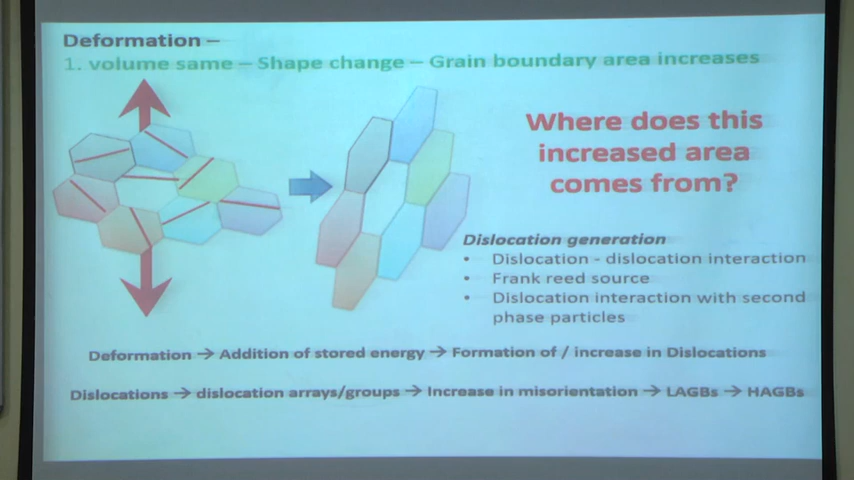 Deformation –
1. volume same – Shape change – Grain boundary area increases
Where does this
increased area
comes from?
Dislocation generation
• Dislocation - dislocation interaction
• Frank reed source
• Dislocation interaction with second
phase particles
Deformation → Addition of stored energy → Formation of / increase in Dislocations
Dislocations → dislocation arrays/groups → Increase in misorientation → LAGBs → HAGBs